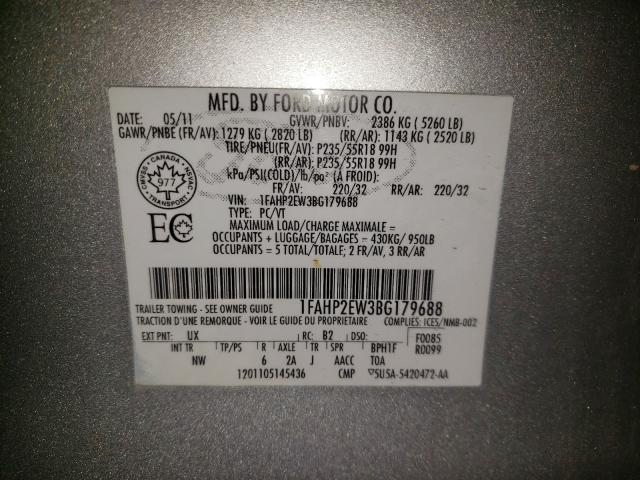 MFD. BY FORD MOTOR CO.
DATE: 05/11 GVWR/PNBV: 2386 KG ( 5260 LB)
GAWR/PNBE (FR/AV): 1279 KG ( 2820 LB) (RR/AR): 1143 KG ( 2520 LB)
TIRE/PNEU(FR/AV): P235/55R18 99H
(RR/AR): P235/55R18 99H
kPa/PSI(COLD)/lb/po² (A FROID)
FR/AV: 220/32 RR/AR: 220/32
VIN: 1FAHP2EW3BG179688
TYPE: PC/VT
MAXIMUM LOAD/CHARGE MAXIMALE =
OCCUPANTS + LUGGAGE/BAGAGES = 430KG/ 950LB
OCCUPANTS = 5 TOTAL/TOTALE; 2 FR/AV, 3 RR/AR
CMVSS · CANADA · NSVAC
977
TRANSPORT
EC
TRAILER TOWING - SEE OWNER GUIDE 1FAHP2EW3BG179688
TRACTION D'UNE REMORQUE - VOIR LE GUIDE DU PROPRIETAIRE COMPLIES: ICES/NMB-002
EXT PNT: UX RC: B2 DSO: F0085
INT TR TP/PS R AXLE TR SPR BPH1F R0099
NW 6 2A J AACC TOA
1201105145436 CMP ▽5U5A-5420472-AA